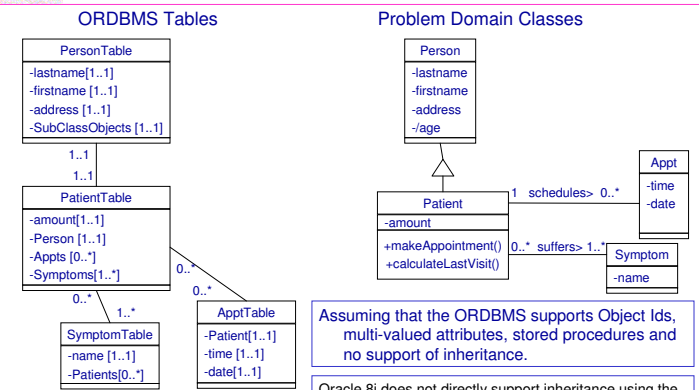 ORDBMS Tables
PersonTable
-lastname[1..1]
-firstname [1..1]
-address [1..1]
-SubClassObjects [1..1]
1..1
1..1
PatientTable
-amount[1..1]
-Person [1..1]
-Appts [0..*]
-Symptoms[1..*]
0..*
1..*
0..*
0..*
SymptomTable
-name [1..1]
-Patients[0..*]
ApptTable
-Patient[1..1]
-time [1..1]
-date[1..1]
Problem Domain Classes
Person
-lastname
-firstname
-address
-/age
Patient
-amount
+makeAppointment()
+calculateLastVisit()
1 schedules> 0..*
Appt
-time
-date
0..* suffers> 1..*
Symptom
-name
Assuming that the ORDBMS supports Object Ids,
multi-valued attributes, stored procedures and
no support of inheritance.
Oracle 8i does not directly support inheritance using the